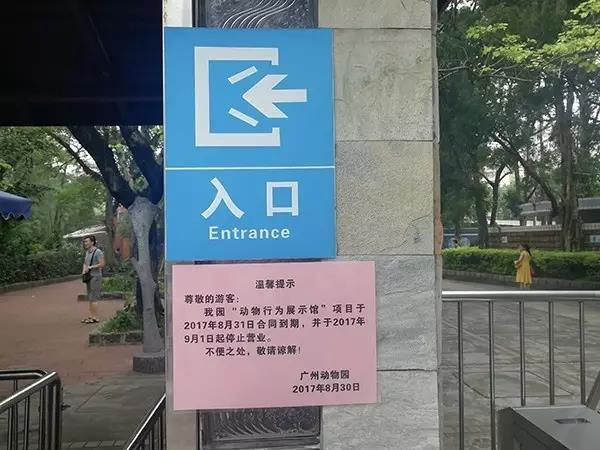 入口
Entrance
温馨提示
尊敬的游客：
我园“动物行为展示馆”项目于
2017年8月31日合同到期，并于2017年
9月1日起停止营业。
不便之处，敬请谅解！
广州动物园
2017年8月30日